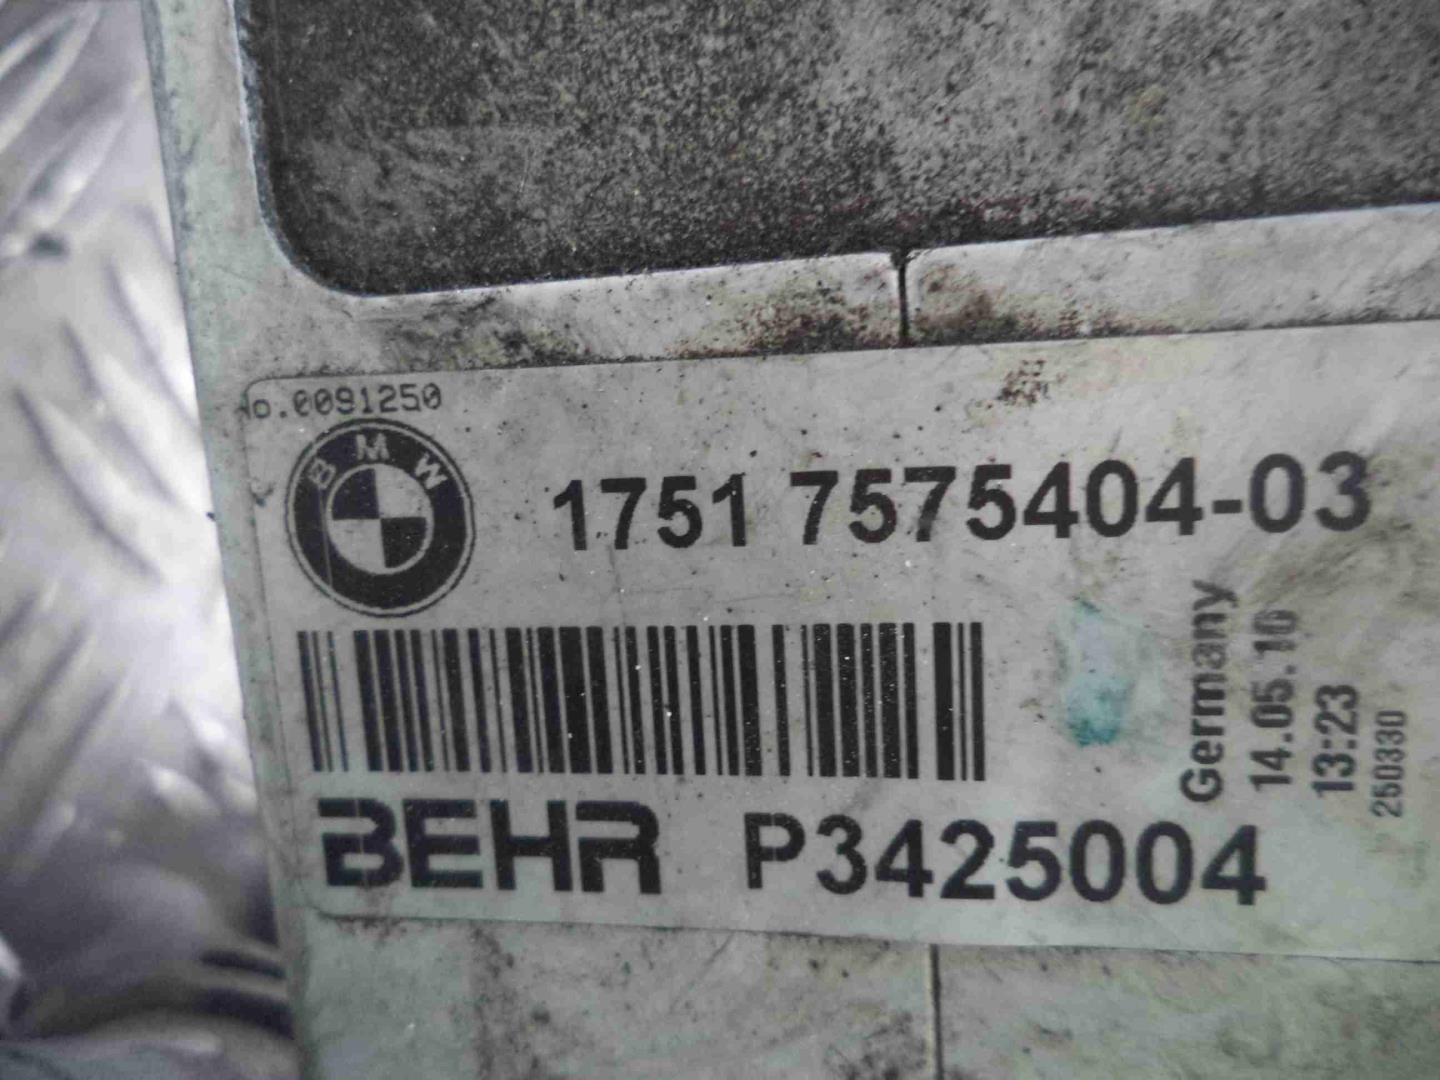 No.0091250
BMW
1751 7575404-03
Germany
14.05.10
13:23
250330
BEHR P3425004